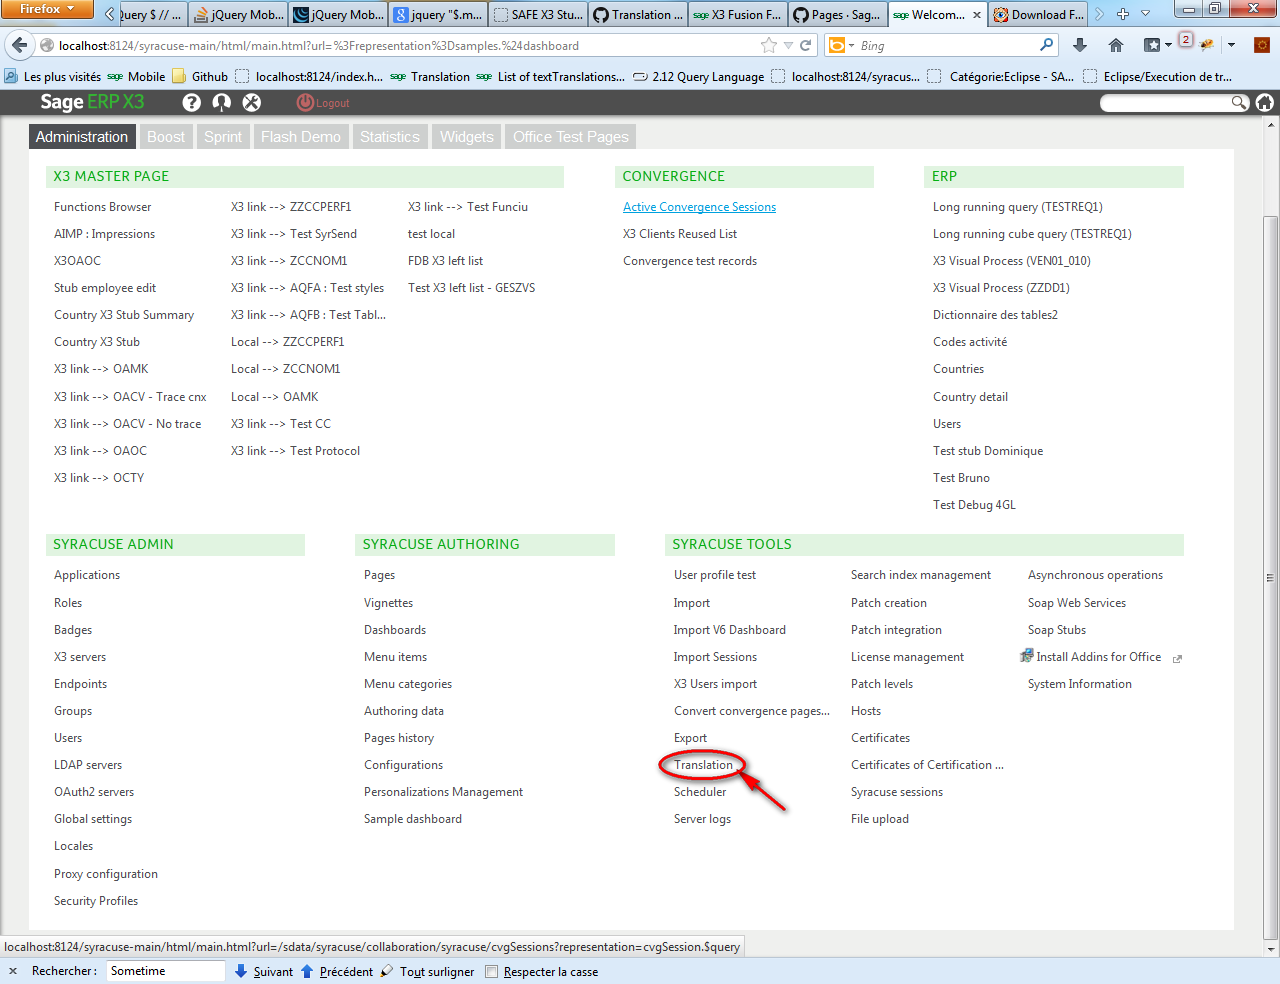 Firefox
Query $ // ...
jQuery Mob...
jQuery Mob...
jquery "$.m...
SAFE X3 Stu...
Translation ...
X3 Fusion F...
Pages · Sag...
Welcom...
Download F...
localhost:8124/syracuse-main/html/main.html?url=%3Frepresentation%3Dsamples.%24dashboard
Bing
2
Les plus visités
sage Mobile
Github
localhost:8124/index.h...
sage Translation
sage List of textTranslations...
2.12 Query Language
localhost:8124/syracus...
Catégorie:Eclipse - SA...
Eclipse/Execution de tr...
Sage ERP X3
Logout
Administration
Boost
Sprint
Flash Demo
Statistics
Widgets
Office Test Pages
X3 MASTER PAGE
Functions Browser
AIMP : Impressions
X3OAOC
Stub employee edit
Country X3 Stub Summary
Country X3 Stub
X3 link --> OAMK
X3 link --> OACV - Trace cnx
X3 link --> OACV - No trace
X3 link --> OAOC
X3 link --> OCTY
X3 link --> ZZCCPERF1
X3 link --> Test SyrSend
X3 link --> ZCCNOM1
X3 link --> AQFA : Test styles
X3 link --> AQFB : Test Tabl...
Local --> ZZCCPERF1
Local --> ZCCNOM1
Local --> OAMK
X3 link --> Test CC
X3 link --> Test Protocol
X3 link --> Test Funciu
test local
FDB X3 left list
Test X3 left list - GESZVS
CONVERGENCE
Active Convergence Sessions
X3 Clients Reused List
Convergence test records
ERP
Long running query (TESTREQ1)
Long running cube query (TESTREQ1)
X3 Visual Process (VEN01_010)
X3 Visual Process (ZZDD1)
Dictionnaire des tables2
Codes activité
Countries
Country detail
Users
Test stub Dominique
Test Bruno
Test Debug 4GL
SYRACUSE ADMIN
Applications
Roles
Badges
X3 servers
Endpoints
Groups
Users
LDAP servers
OAuth2 servers
Global settings
Locales
Proxy configuration
Security Profiles
SYRACUSE AUTHORING
Pages
Vignettes
Dashboards
Menu items
Menu categories
Authoring data
Pages history
Configurations
Personalizations Management
Sample dashboard
SYRACUSE TOOLS
User profile test
Import
Import V6 Dashboard
Import Sessions
X3 Users import
Convert convergence pages...
Export
Translation
Scheduler
Server logs
Search index management
Patch creation
Patch integration
License management
Patch levels
Hosts
Certificates
Certificates of Certification ...
Syracuse sessions
File upload
Asynchronous operations
Soap Web Services
Soap Stubs
Install Addins for Office
System Information
localhost:8124/syracuse-main/html/main.html?url=/sdata/syracuse/collaboration/syracuse/cvgSessions?representation=cvgSession.$query
Rechercher :
Sometime
Suivant
Précédent
Tout surligner
Respecter la casse